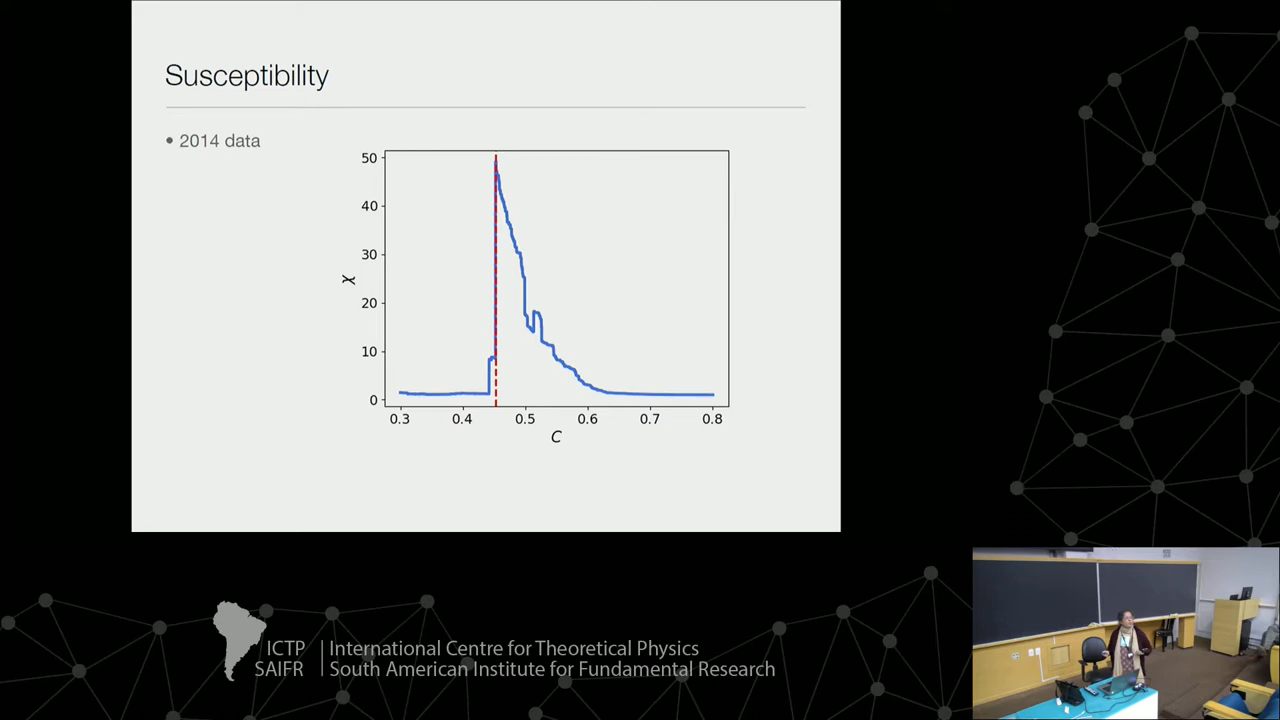 Susceptibility
• 2014 data
50
40
30
20
10
0
χ
0.3 0.4 0.5 0.6 0.7 0.8
C
ICTP | International Centre for Theoretical Physics
SAIFR | South American Institute for Fundamental Research